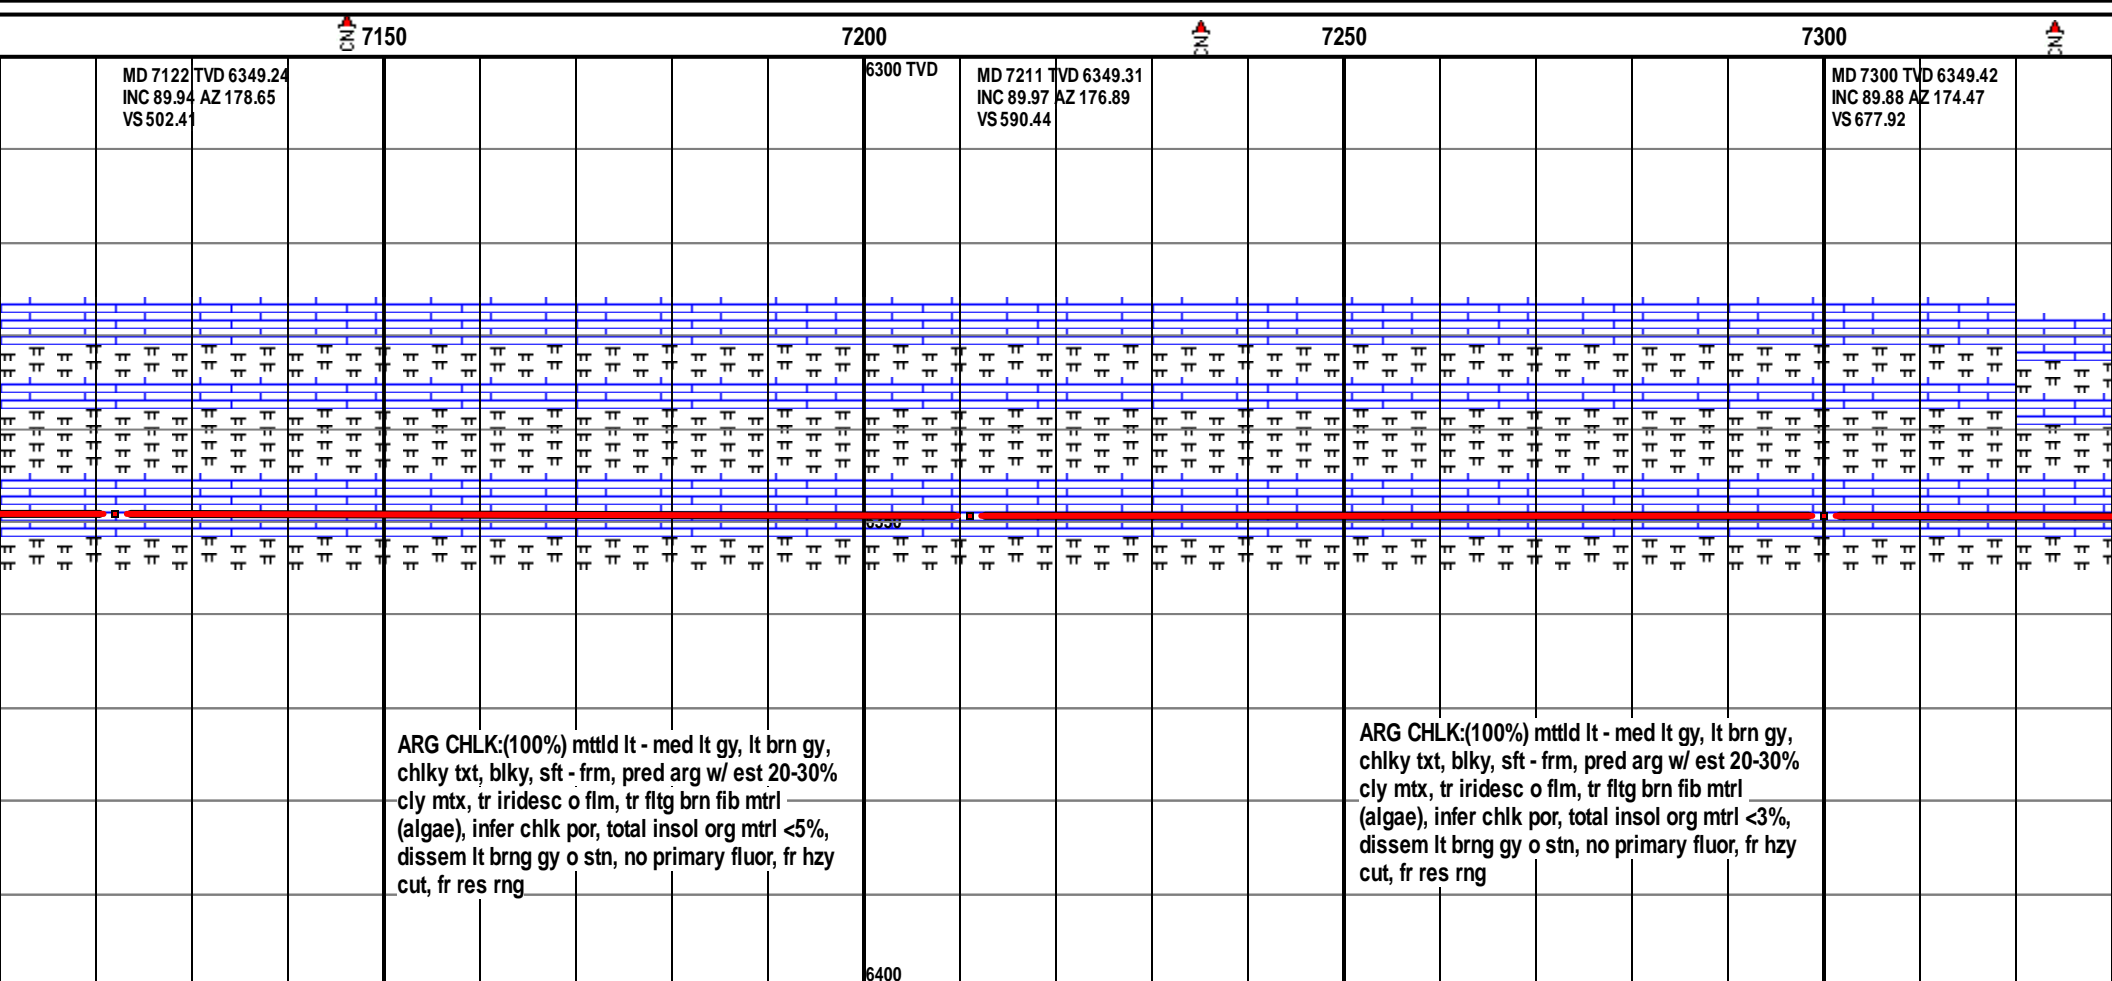 7150
7200
7250
7300
CN
CN
CN
MD 7122 TVD 6349.24
INC 89.94 AZ 178.65
VS 502.41
6300 TVD
MD 7211 TVD 6349.31
INC 89.97 AZ 176.89
VS 590.44
MD 7300 TVD 6349.42
INC 89.88 AZ 174.47
VS 677.92
6350
ARG CHLK:(100%) mttld lt - med lt gy, lt brn gy,
chlky txt, blky, sft - frm, pred arg w/ est 20-30%
cly mtx, tr iridesc o flm, tr fltg brn fib mtrl
(algae), infer chlk por, total insol org mtrl <5%,
dissem lt brng gy o stn, no primary fluor, fr hzy
cut, fr res rng
ARG CHLK:(100%) mttld lt - med lt gy, lt brn gy,
chlky txt, blky, sft - frm, pred arg w/ est 20-30%
cly mtx, tr iridesc o flm, tr fltg brn fib mtrl
(algae), infer chlk por, total insol org mtrl <3%,
dissem lt brng gy o stn, no primary fluor, fr hzy
cut, fr res rng
6400